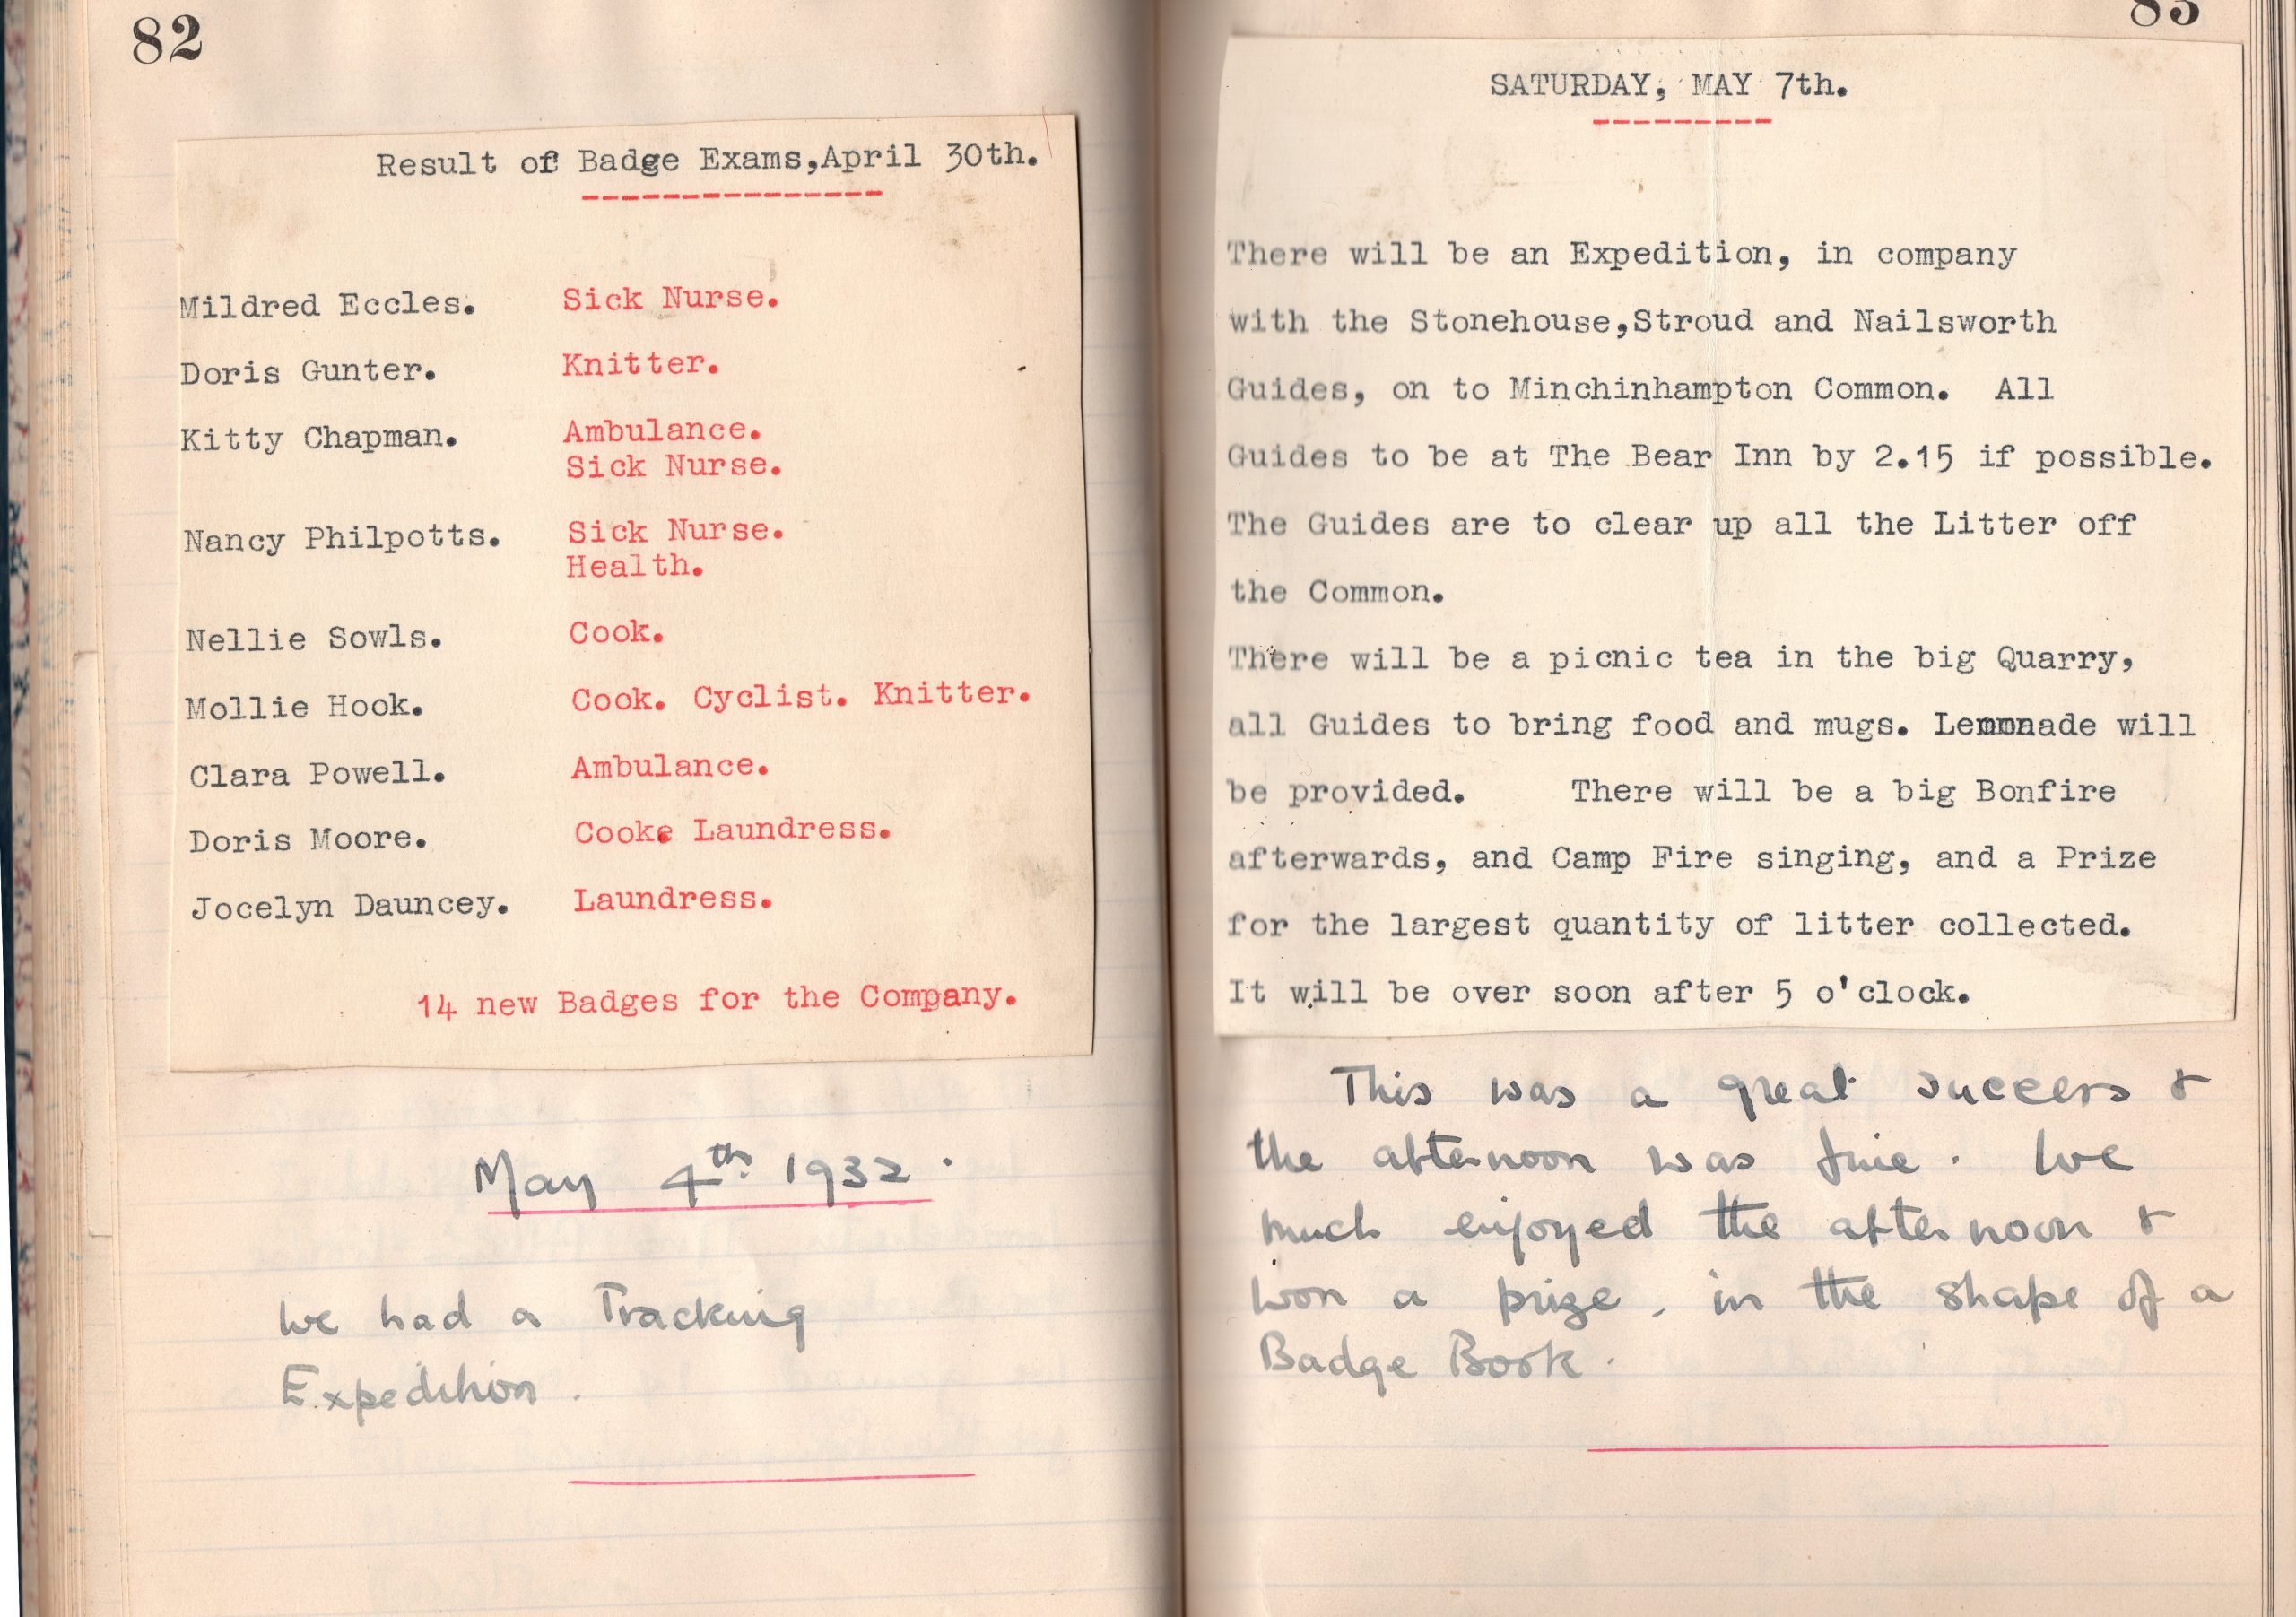 82
Result of Badge Exams,April 30th.
Mildred Eccles. Sick Nurse.
Doris Gunter. Knitter.
Kitty Chapman. Ambulance.
Sick Nurse.
Nancy Philpotts. Sick Nurse.
Health.
Nellie Sowls. Cook.
Mollie Hook. Cook. Cyclist. Knitter.
Clara Powell. Ambulance.
Doris Moore. Cook. Laundress.
Jocelyn Dauncey. Laundress.
14 new Badges for the Company.
May 4th 1932.
We had a Tracking
Expedition.
83
SATURDAY, MAY 7th.
There will be an Expedition, in company
with the Stonehouse,Stroud and Nailsworth
Guides, on to Minchinhampton Common. All
Guides to be at The Bear Inn by 2.15 if possible.
The Guides are to clear up all the Litter off
the Common.
There will be a picnic tea in the big Quarry,
all Guides to bring food and mugs. Lemonade will
be provided. There will be a big Bonfire
afterwards, and Camp Fire singing, and a Prize
for the largest quantity of litter collected.
It will be over soon after 5 o'clock.
This was a great success &
the afternoon was fine. We
much enjoyed the afternoon &
won a prize, in the shape of a
Badge Book.